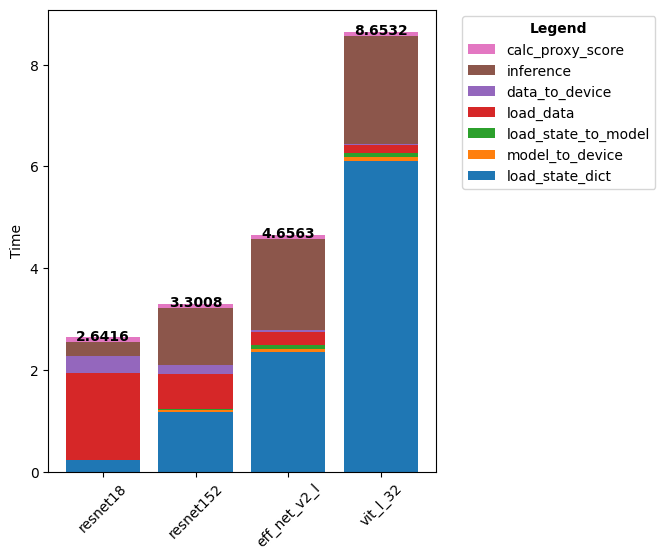 8.6532
4.6563
3.3008
2.6416
Time
8
6
4
2
0
resnet18
resnet152
eff_net_v2_l
vit_l_32
Legend
calc_proxy_score
inference
data_to_device
load_data
load_state_to_model
model_to_device
load_state_dict